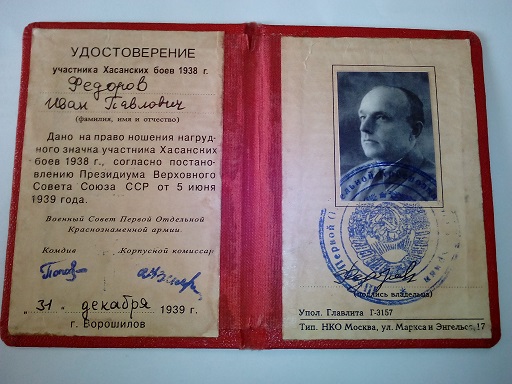 УДОСТОВЕРЕНИЕ
участника Хасанских боев 1938 г.
Федоров
Иван Павлович
(фамилия, имя и отчество)
Дано на право ношения нагруд-
ного значка участника Хасанских
боев 1938 г., согласно постано-
влению Президиума Верховного
Совета Союза ССР от 5 июня
1939 года.
Военный Совет Первой Отдельной
Краснознаменной армии.
Комдив Корпусной комиссар
„31" декабря 1939 г.
г. Ворошилов
Первой
(подпись владельца)
Упол. Главлита Г-3157
Тип. НКО Москва, ул. Маркса и Энгельса, 17